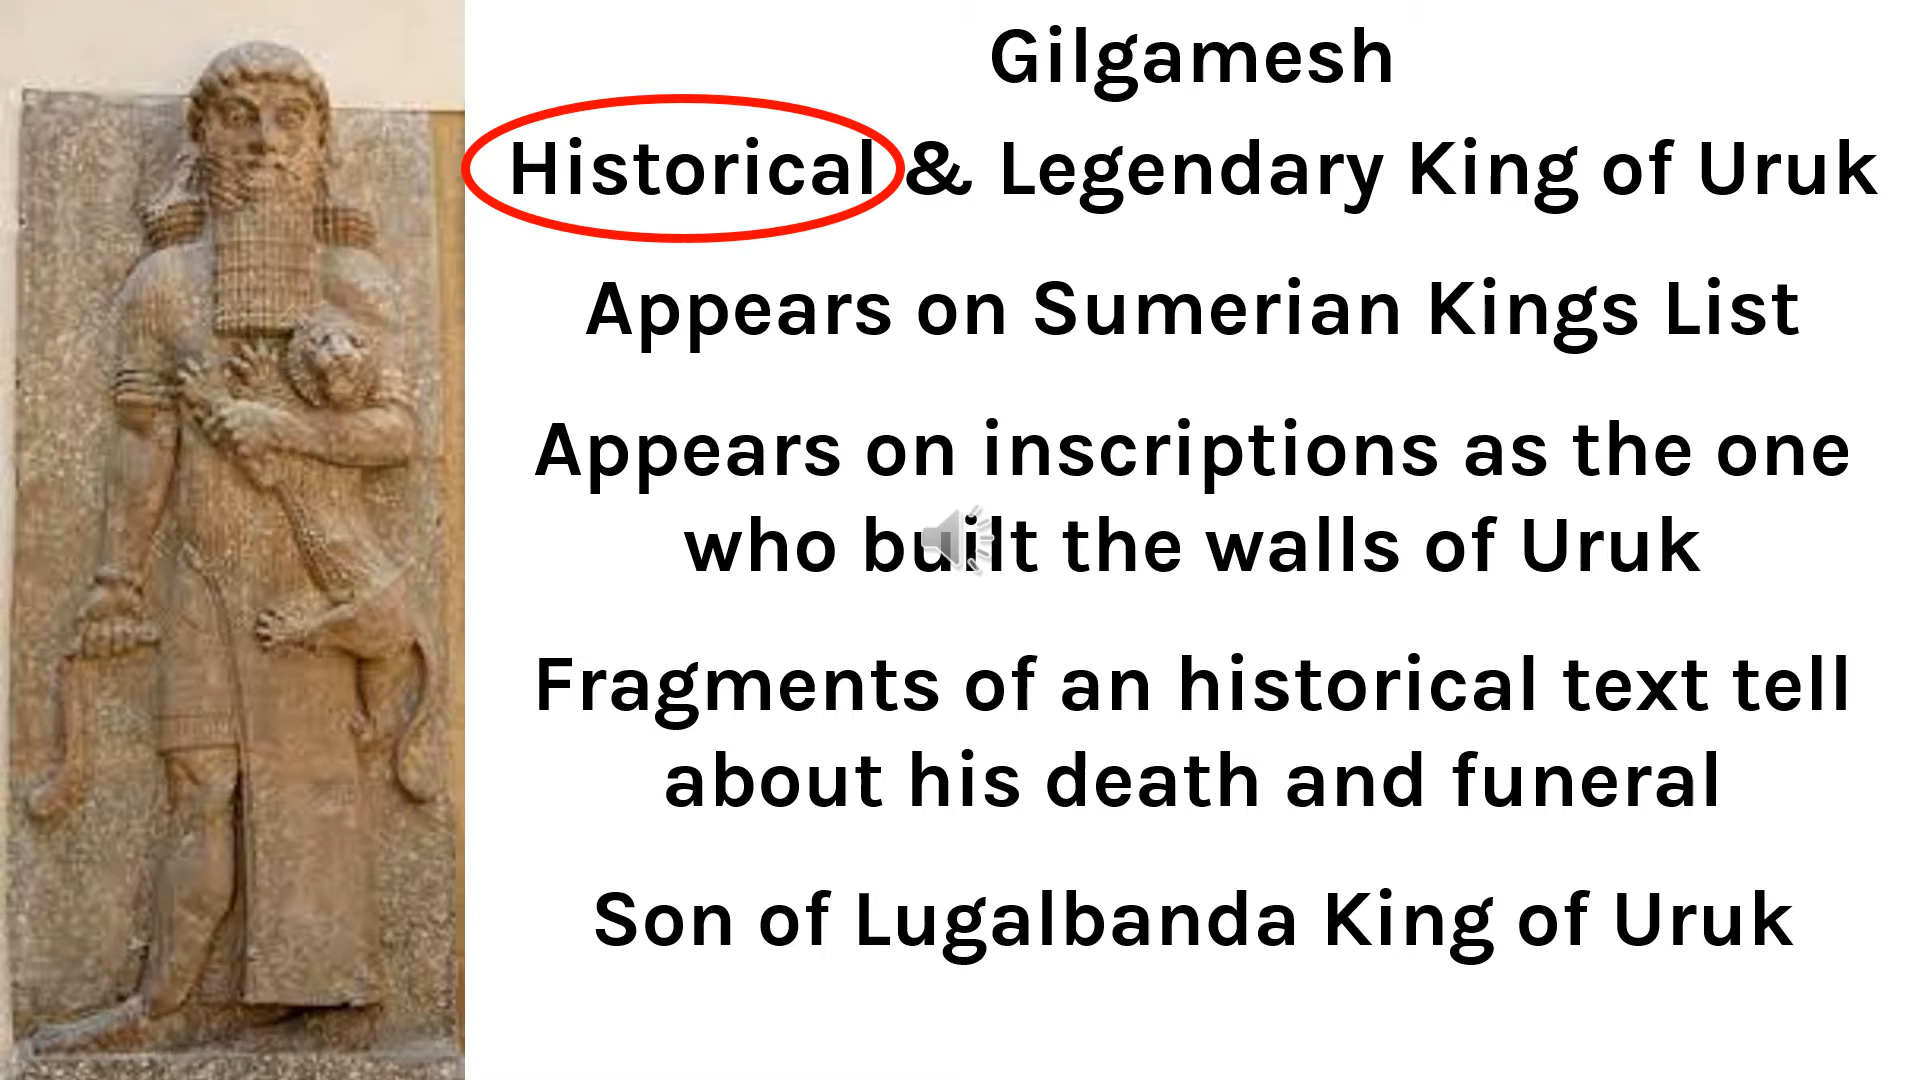 Gilgamesh
Historical & Legendary King of Uruk
Appears on Sumerian Kings List
Appears on inscriptions as the one
who built the walls of Uruk
Fragments of an historical text tell
about his death and funeral
Son of Lugalbanda King of Uruk